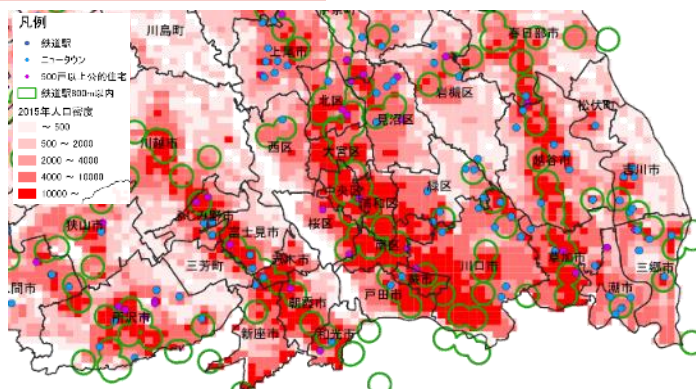 凡例
鉄道駅
ニュータウン
500戸以上公的住宅
鉄道駅800m以内
2015年人口密度
～ 500
500 ～ 2000
2000 ～ 4000
4000 ～ 10000
10000 ～
川島町
上尾市
春日部市
北区
岩槻区
松伏町
見沼区
西区
川越市
大宮区
越谷市
吉川市
中央区
緑区
浦和区
桜区
ふじみ野市
狭山市
富士見市
南区
草加市
三芳町
志木市
川口市
三郷市
蕨市
八潮市
戸田市
朝霞市
所沢市
新座市
和光市